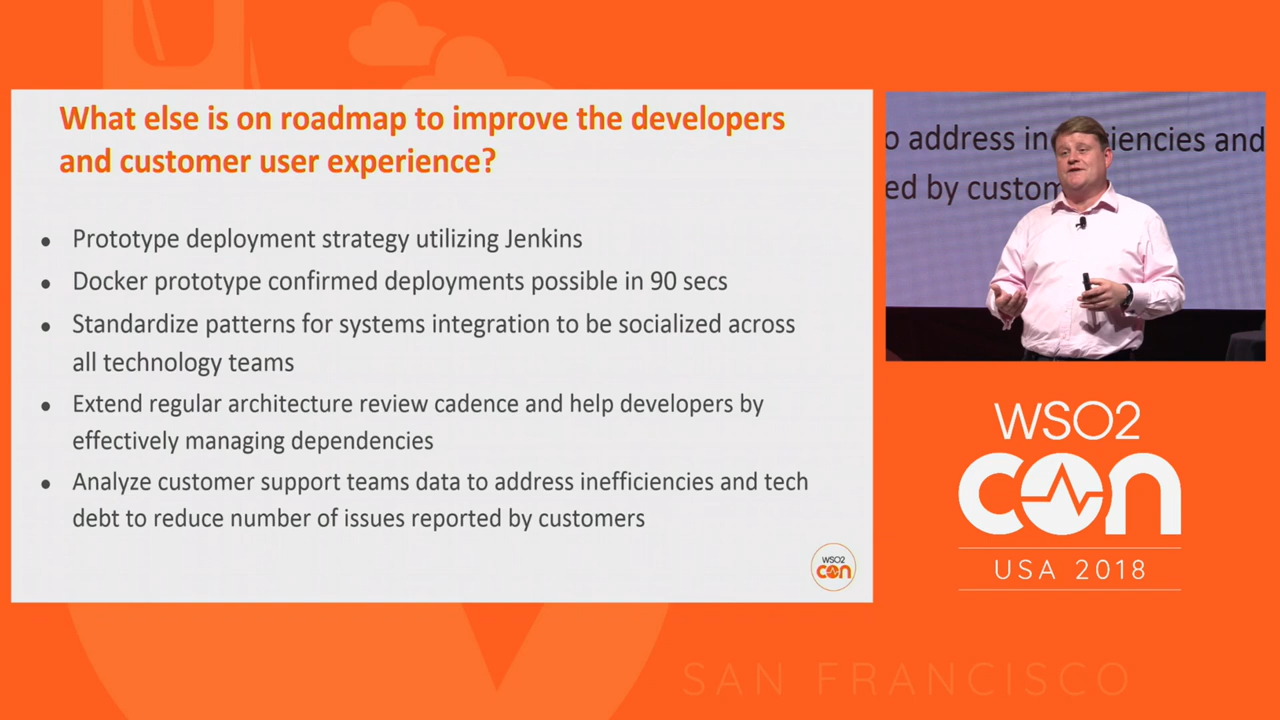 What else is on roadmap to improve the developers
and customer user experience?
● Prototype deployment strategy utilizing Jenkins
● Docker prototype confirmed deployments possible in 90 secs
● Standardize patterns for systems integration to be socialized across
all technology teams
● Extend regular architecture review cadence and help developers by
effectively managing dependencies
● Analyze customer support teams data to address inefficiencies and tech
debt to reduce number of issues reported by customers
WSO2
con
o address in iencies and
ed by custom
WSO2
con
USA 2018
SAN FRANCISCO